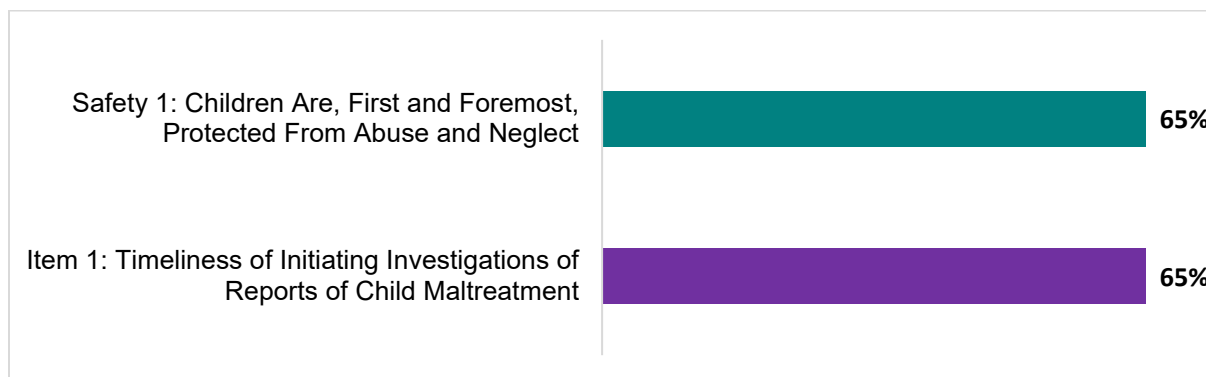 Safety 1: Children Are, First and Foremost,
Protected From Abuse and Neglect
65%
Item 1: Timeliness of Initiating Investigations of
Reports of Child Maltreatment
65%